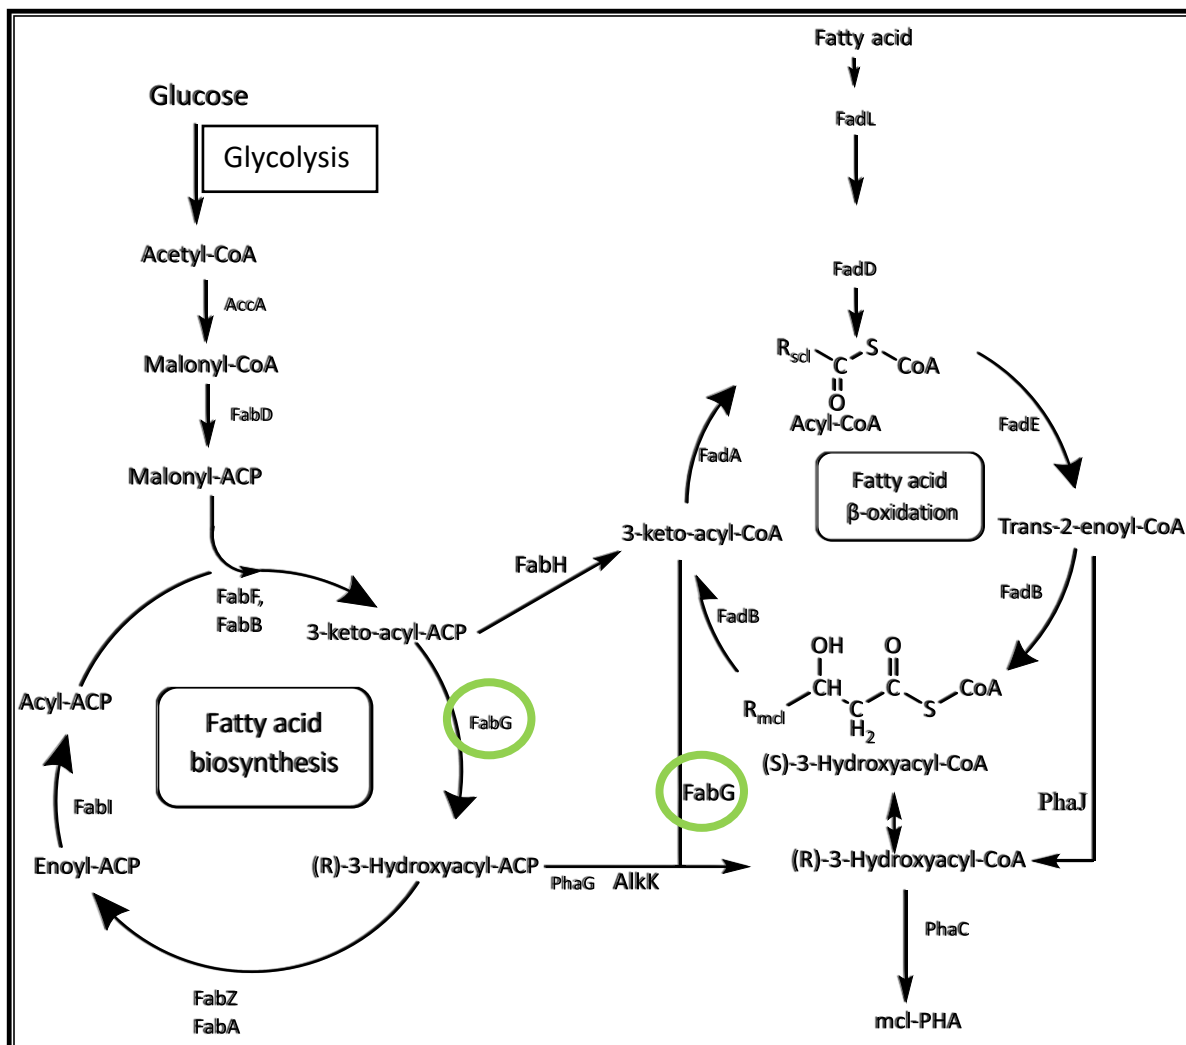 Fatty acid
Glucose
FadL
Glycolysis
Acetyl-CoA
FadD
AccA
R_scl
S
C
CoA
Malonyl-CoA
O
FabD
Acyl-CoA
FadE
FadA
Malonyl-ACP
Fatty acid
β-oxidation
3-keto-acyl-CoA
Trans-2-enoyl-CoA
FabH
FabF,
FabB
FadB
FadB
3-keto-acyl-ACP
OH
O
CH
C
CoA
Acyl-ACP
R_mcl
C
S
H₂
FabG
Fatty acid
biosynthesis
(S)-3-Hydroxyacyl-CoA
FabG
PhaJ
FabI
Enoyl-ACP
(R)-3-Hydroxyacyl-ACP
PhaG
AlkK
(R)-3-Hydroxyacyl-CoA
PhaC
FabZ
FabA
mcl-PHA